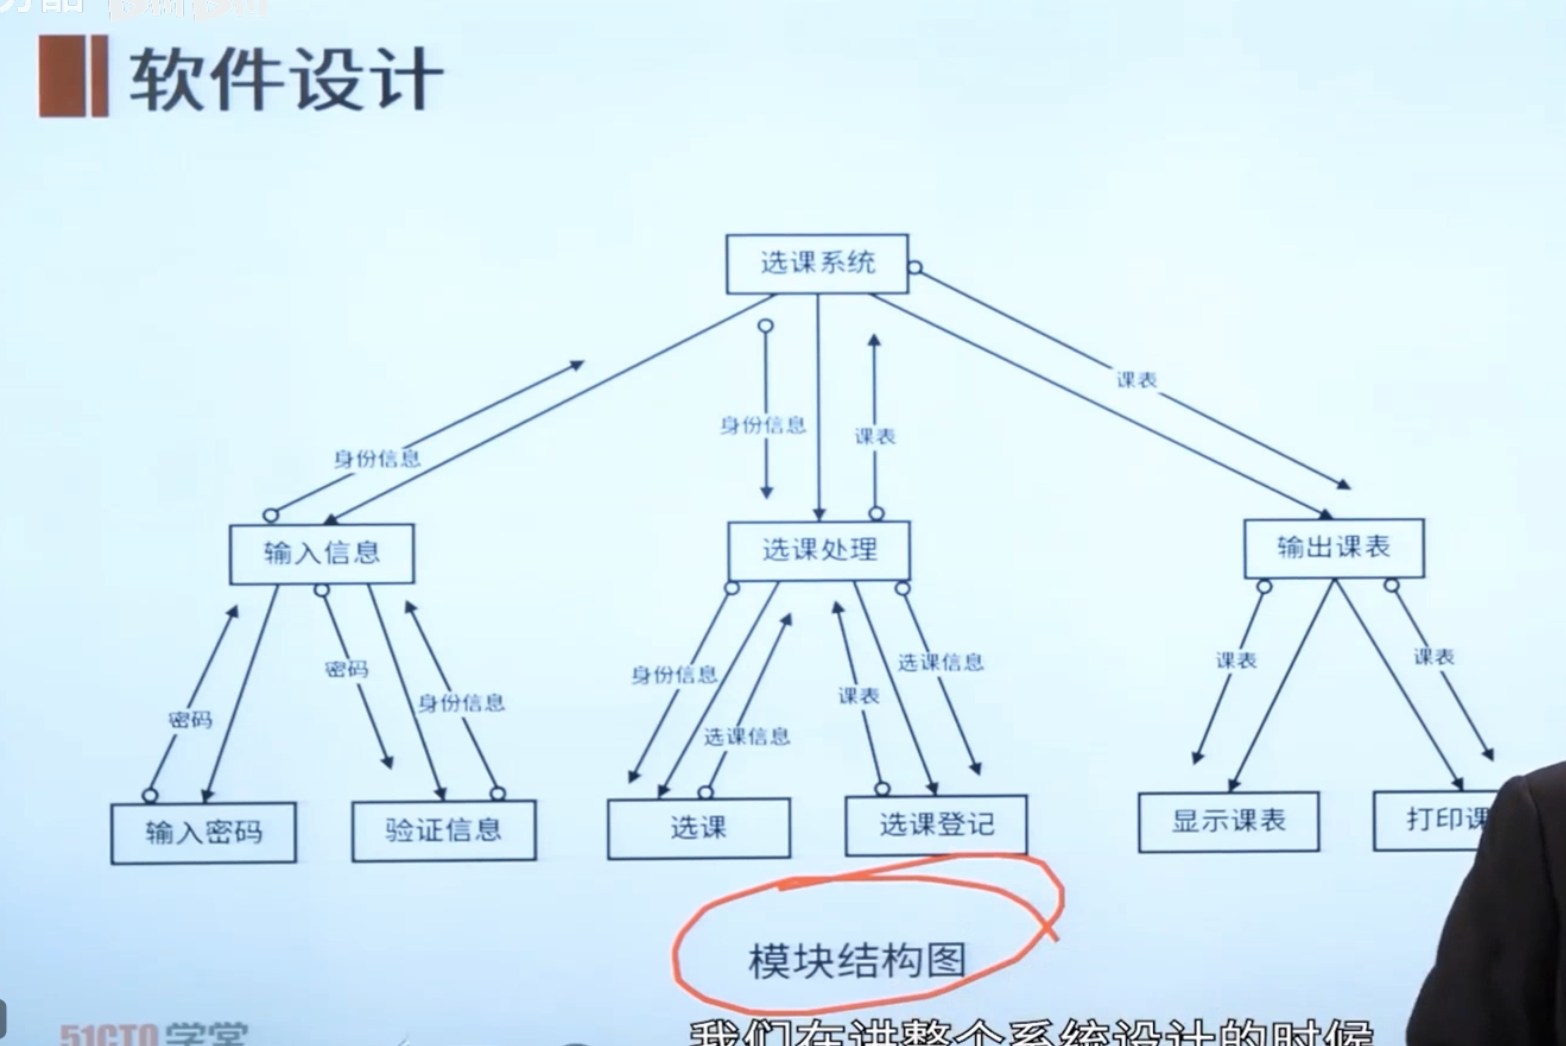 软件设计
选课系统
课表
身份信息
课表
身份信息
输入信息
选课处理
输出课表
密码
身份信息
密码
身份信息
选课信息
课表
选课信息
课表
课表
输入密码
验证信息
选课
选课登记
显示课表
打印课
模块结构图
51CTO学堂
我们在讲整个系统设计的时候